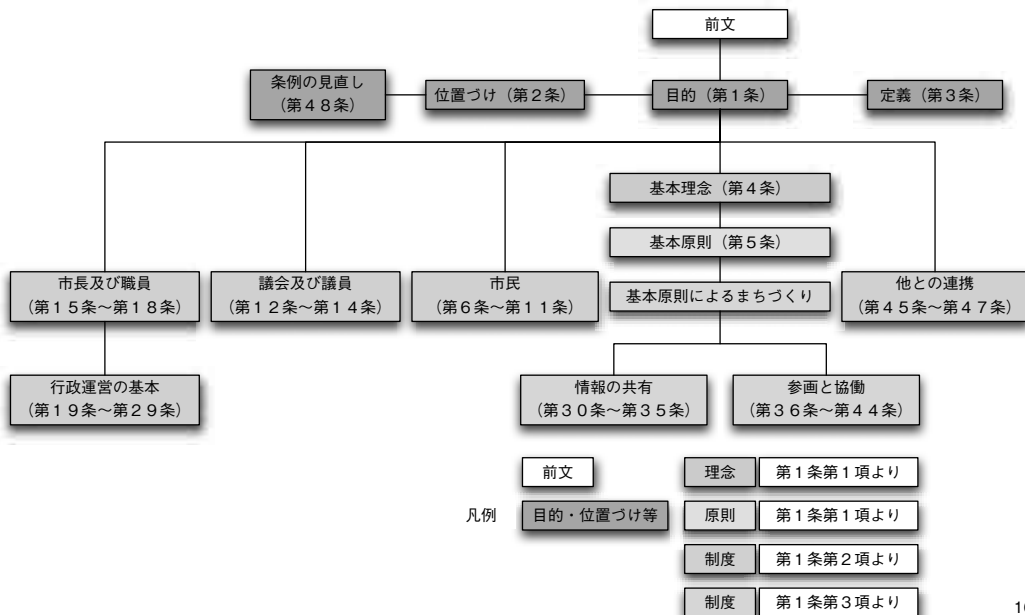 前文
条例の見直し
（第４８条）
位置づけ（第２条）
目的（第１条）
定義（第３条）
基本理念（第４条）
基本原則（第５条）
市長及び職員
（第１５条〜第１８条）
議会及び議員
（第１２条〜第１４条）
市民
（第６条〜第１１条）
基本原則によるまちづくり
他との連携
（第４５条〜第４７条）
行政運営の基本
（第１９条〜第２９条）
情報の共有
（第３０条〜第３５条）
参画と協働
（第３６条〜第４４条）
前文
理念 第１条第１項より
凡例 目的・位置づけ等 原則 第１条第１項より
制度 第１条第２項より
制度 第１条第３項より